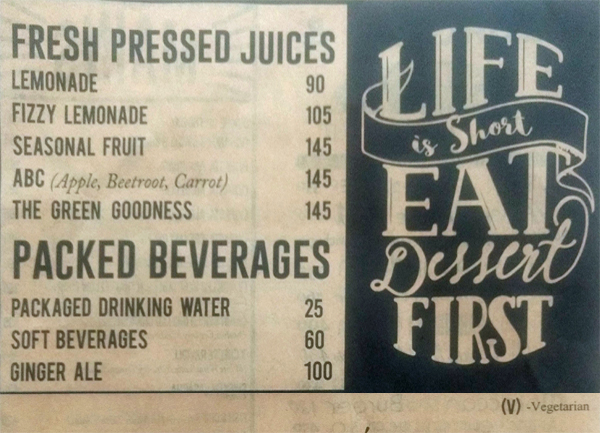 FRESH PRESSED JUICES
LEMONADE 90
FIZZY LEMONADE 105
SEASONAL FRUIT 145
ABC (Apple, Beetroot, Carrot) 145
THE GREEN GOODNESS 145
PACKED BEVERAGES
PACKAGED DRINKING WATER 25
SOFT BEVERAGES 60
GINGER ALE 100
LIFE
is Short
EAT
Dessert
FIRST
(V) -Vegetarian